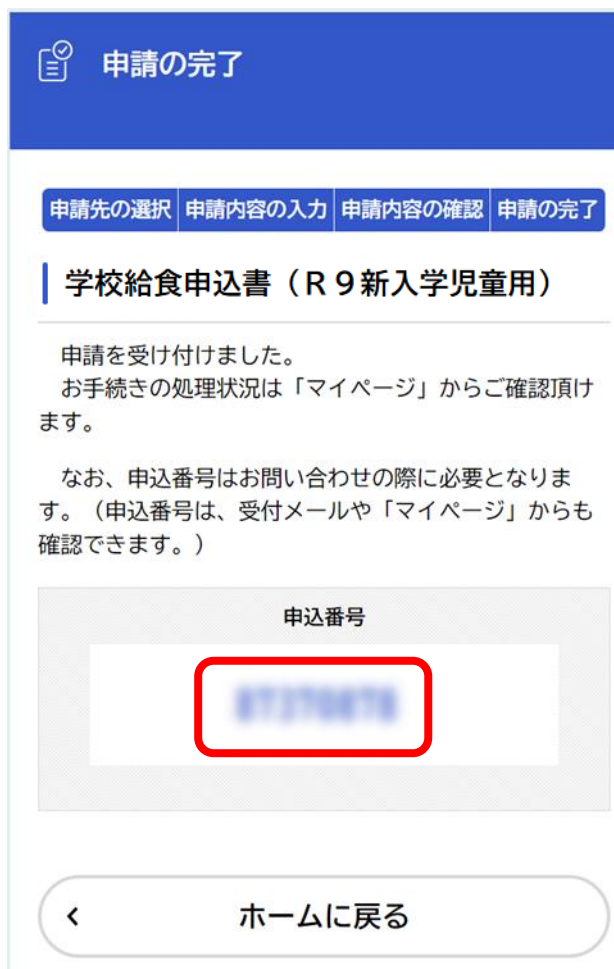 申請の完了
申請先の選択 申請内容の入力 申請内容の確認 申請の完了
学校給食申込書（Ｒ９新入学児童用）
申請を受け付けました。
お手続きの処理状況は「マイページ」からご確認頂け
ます。
なお、申込番号はお問い合わせの際に必要となりま
す。（申込番号は、受付メールや「マイページ」からも
確認できます。）
申込番号
ホームに戻る